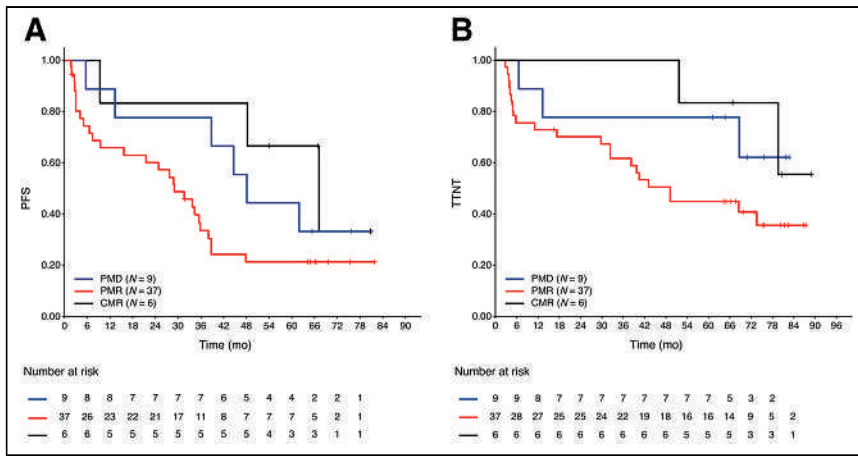 A
1.00
0.80
0.60
0.40
0.20
0.00
PFS
PMD (N = 9)
PMR (N = 37)
CMR (N = 6)
0 6 12 18 24 30 36 42 48 54 60 66 72 78 84 90
Time (mo)
Number at risk
9 8 8 7 7 7 7 6 5 4 4 2 2 1
37 26 23 22 21 17 11 8 7 7 7 5 2 1
6 6 5 5 5 5 5 5 5 4 3 3 1 1
B
1.00
0.80
0.60
0.40
0.20
0.00
TTNT
PMD (N = 9)
PMR (N = 37)
CMR (N = 6)
0 6 12 18 24 30 36 42 48 54 60 66 72 78 84 90 96
Time (mo)
Number at risk
9 9 8 7 7 7 7 7 7 7 7 5 3 2
37 28 27 25 25 24 22 19 18 16 16 14 9 5 2
6 6 6 6 6 6 6 6 6 5 5 5 3 3 1